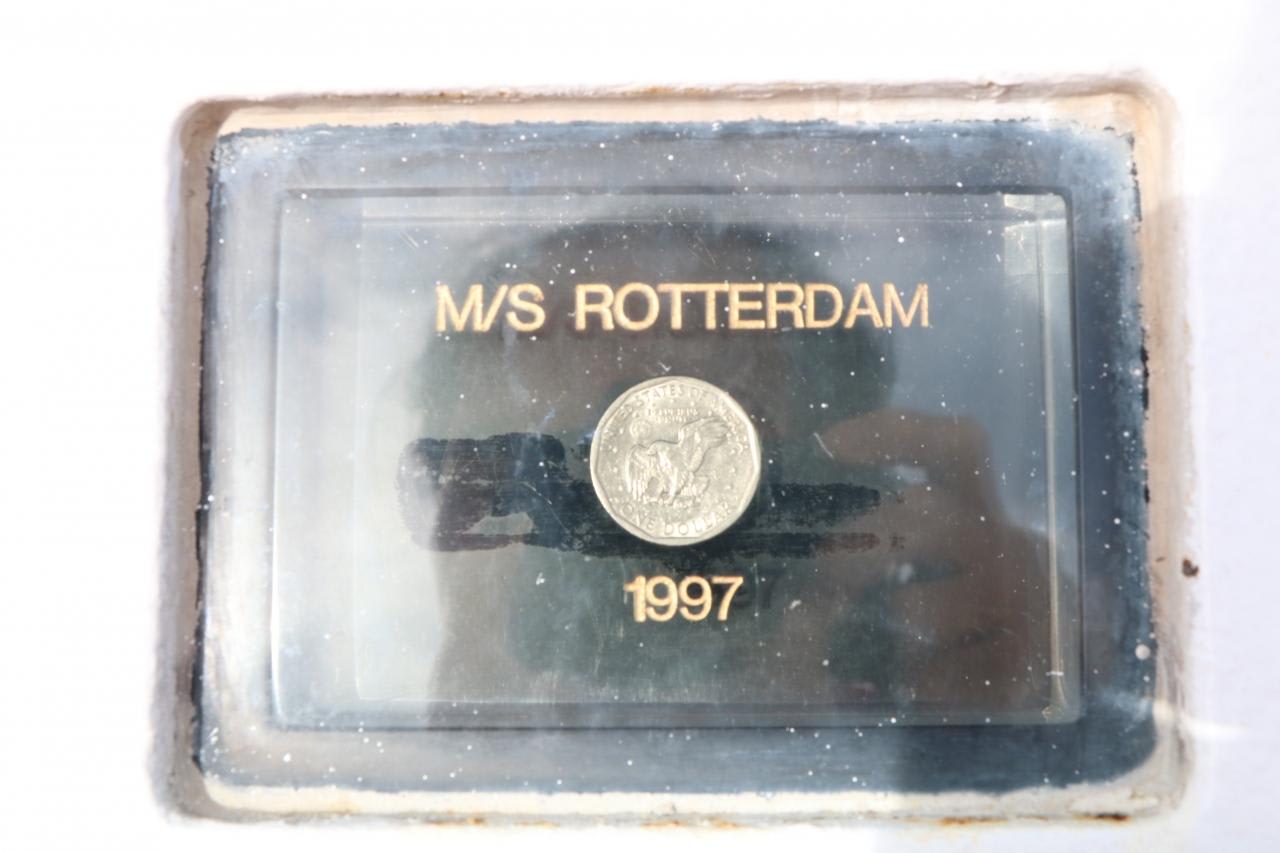 M/S ROTTERDAM
UNITED STATES OF AMERICA
ONE DOLLAR
1997